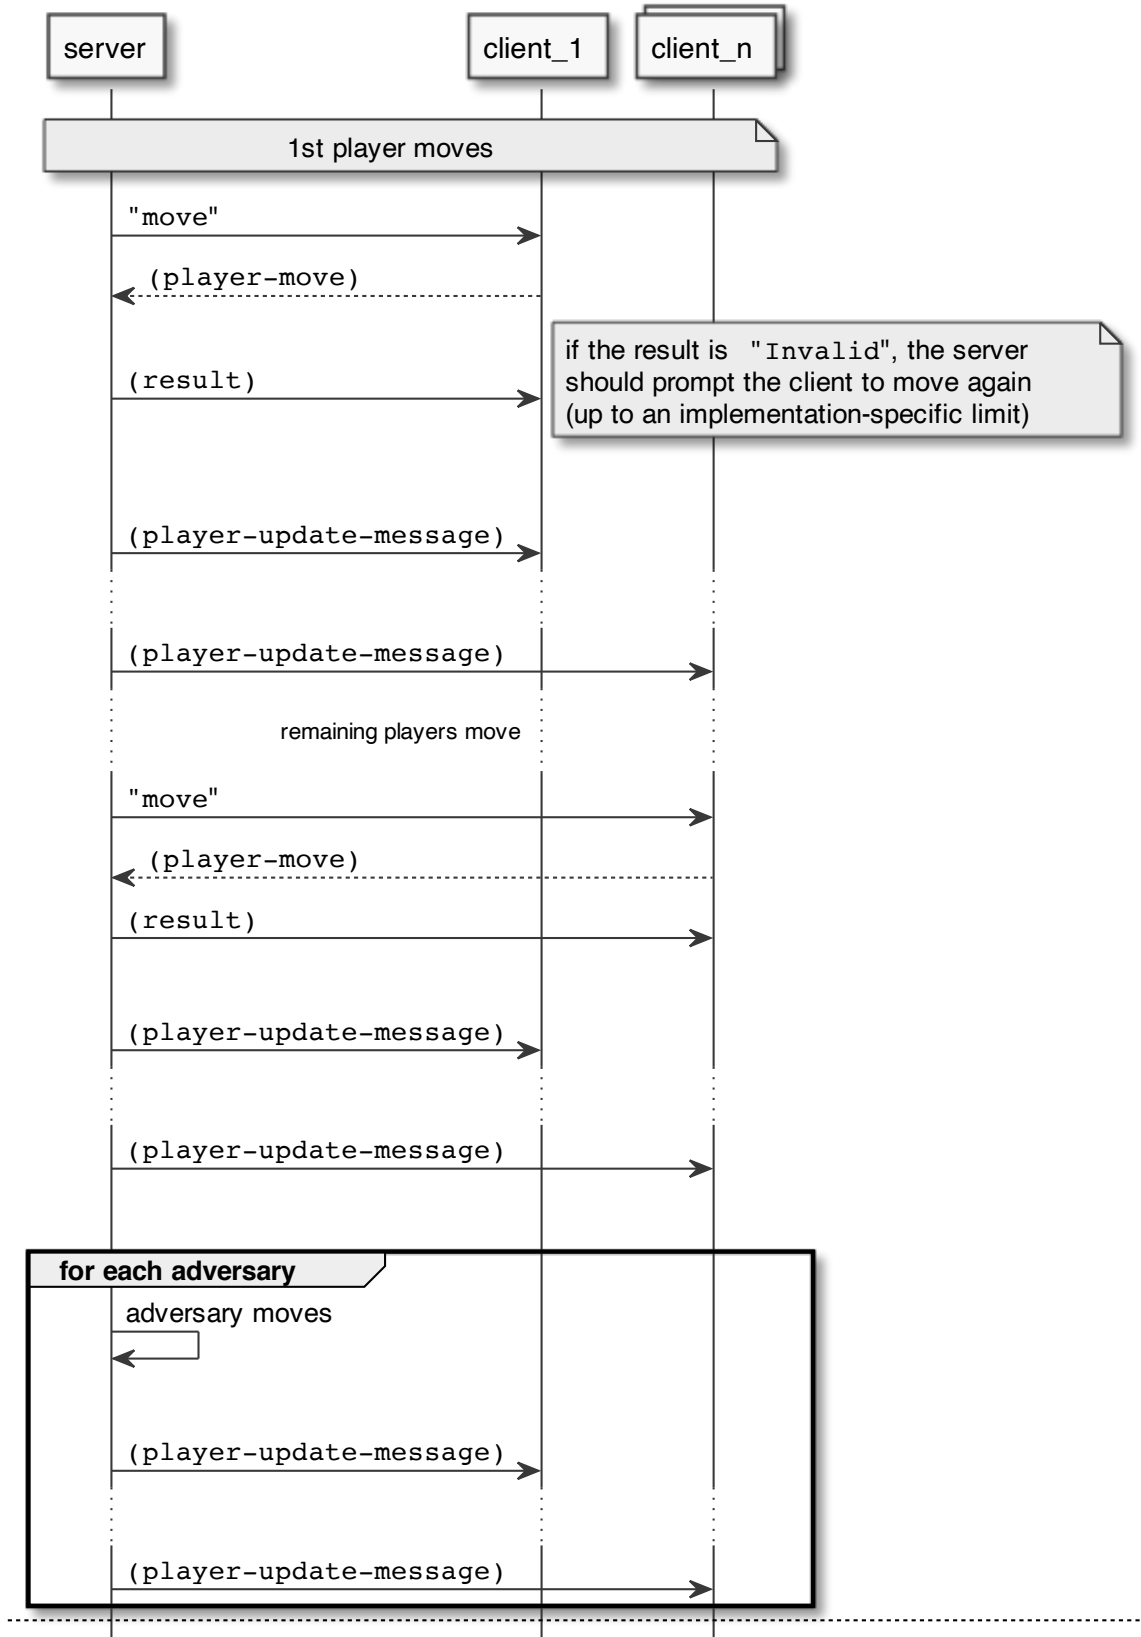 server
client_1
client_n
1st player moves
"move"
(player-move)
if the result is "Invalid", the server
should prompt the client to move again
(up to an implementation-specific limit)
(result)
(player-update-message)
(player-update-message)
remaining players move
"move"
(player-move)
(result)
(player-update-message)
(player-update-message)
for each adversary
adversary moves
(player-update-message)
(player-update-message)